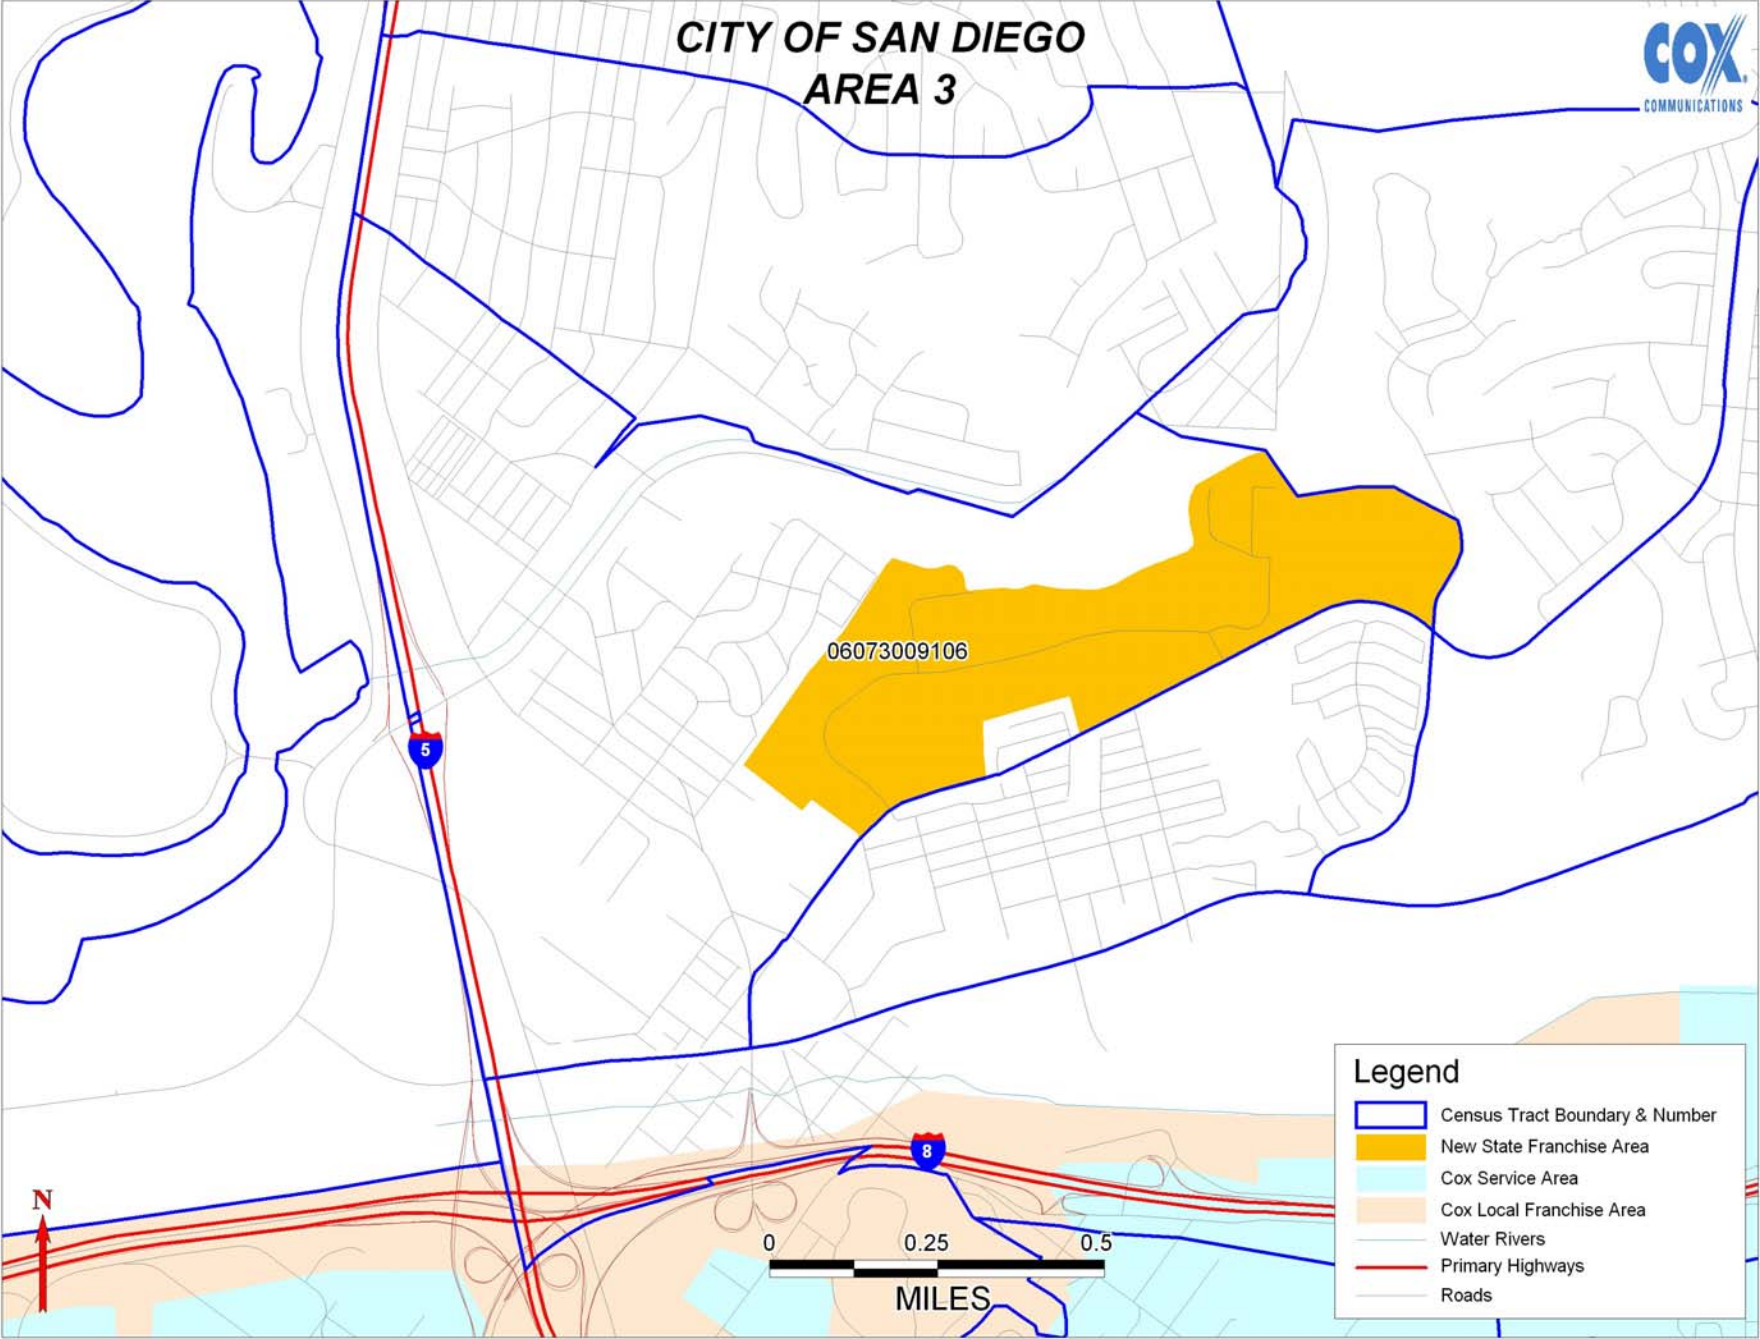 CITY OF SAN DIEGO
AREA 3
COX
COMMUNICATIONS
06073009106
5
8
N
0 0.25 0.5
MILES
Legend
Census Tract Boundary & Number
New State Franchise Area
Cox Service Area
Cox Local Franchise Area
Water Rivers
Primary Highways
Roads